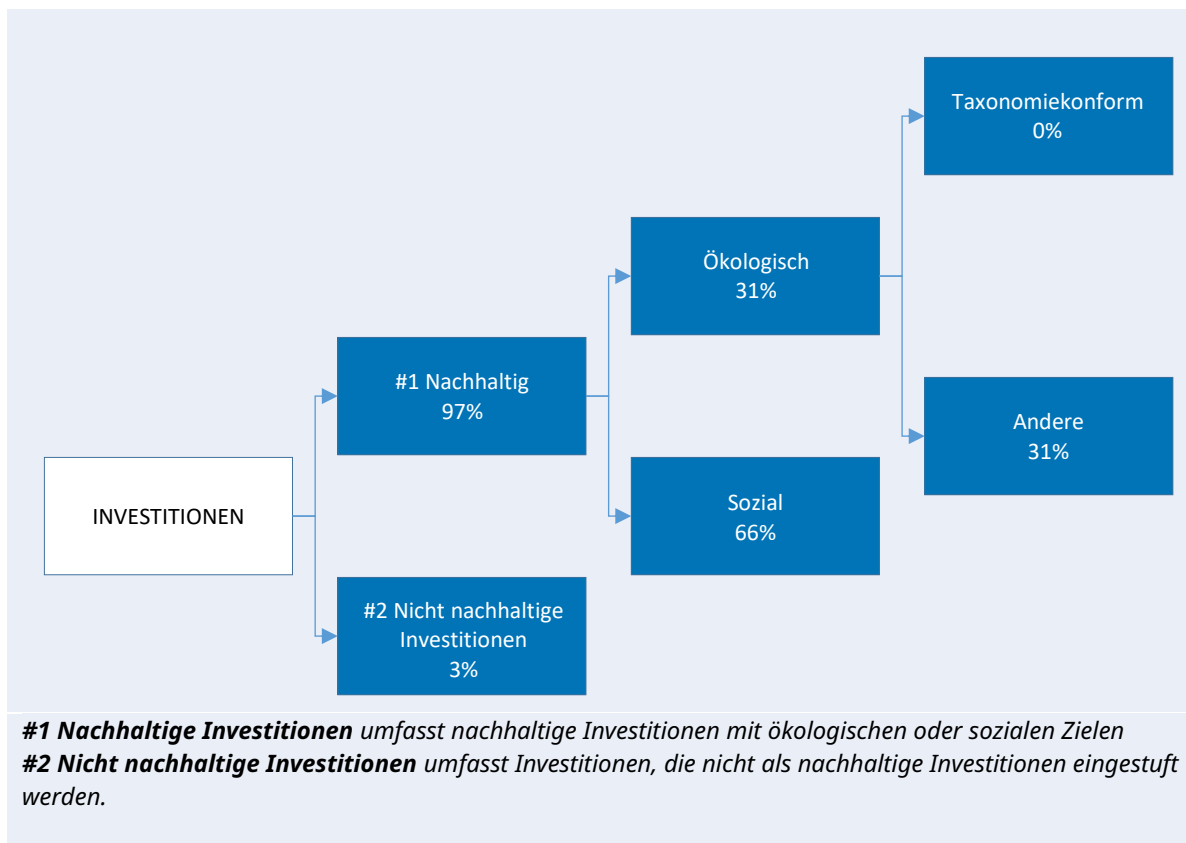 Taxonomiekonform
0%
Ökologisch
31%
#1 Nachhaltig
97%
Andere
31%
INVESTITIONEN
Sozial
66%
#2 Nicht nachhaltige
Investitionen
3%
#1 Nachhaltige Investitionen umfasst nachhaltige Investitionen mit ökologischen oder sozialen Zielen
#2 Nicht nachhaltige Investitionen umfasst Investitionen, die nicht als nachhaltige Investitionen eingestuft
werden.